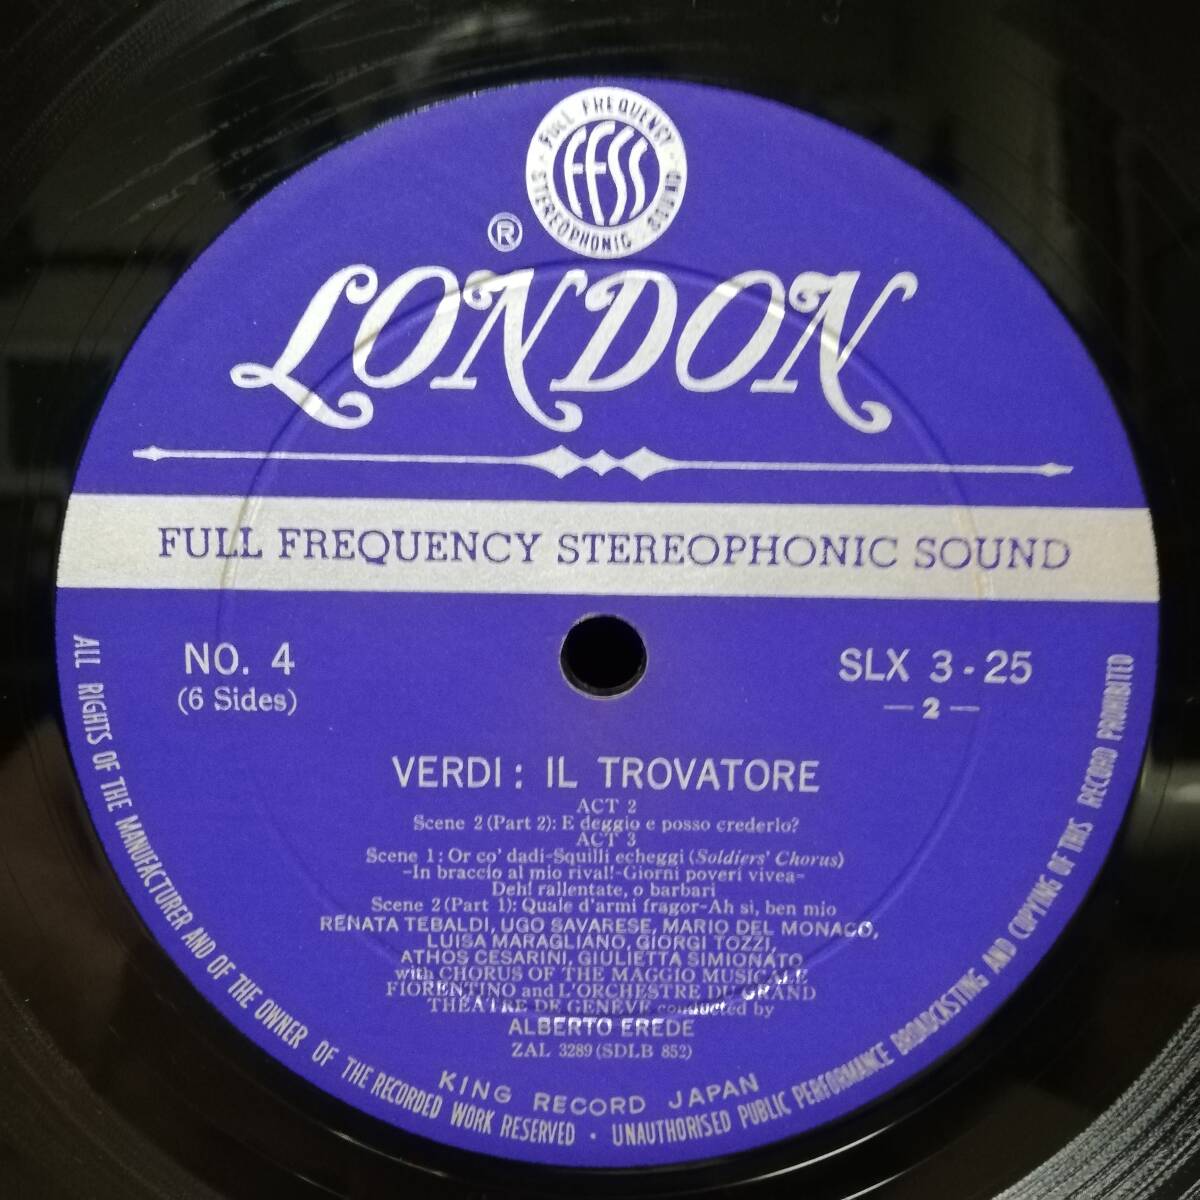 FULL FREQUENCY
FFSS
STEREOPHONIC SOUND
®
LONDON
FULL FREQUENCY STEREOPHONIC SOUND
NO. 4
(6 Sides)
SLX 3-25
— 2 —
VERDI : IL TROVATORE
ACT 2
Scene 2 (Part 2): E deggio e posso crederlo?
ACT 3
Scene 1 : Or co' dadi-Squilli echeggi (Soldiers' Chorus)
-In braccio al mio rival!-Giorni poveri vivea-
Deh! rallentate, o barbari
Scene 2 (Part 1): Quale d'armi fragor-Ah sì, ben mio
RENATA TEBALDI, UGO SAVARESE, MARIO DEL MONACO,
LUISA MARAGLIANO, GIORGI TOZZI,
ATHOS CESARINI, GIULIETTA SIMIONATO
with CHORUS OF THE MAGGIO MUSICALE
FIORENTINO and L'ORCHESTRE DU GRAND
THÉATRE DE GENÈVE conducted by
ALBERTO EREDE
ZAL 3289 (SDLB 852)
KING RECORD JAPAN
ALL RIGHTS OF THE MANUFACTURER AND OF THE OWNER OF THE RECORDED WORK RESERVED · UNAUTHORISED PUBLIC PERFORMANCE BROADCASTING AND COPYING OF THIS RECORD PROHIBITED